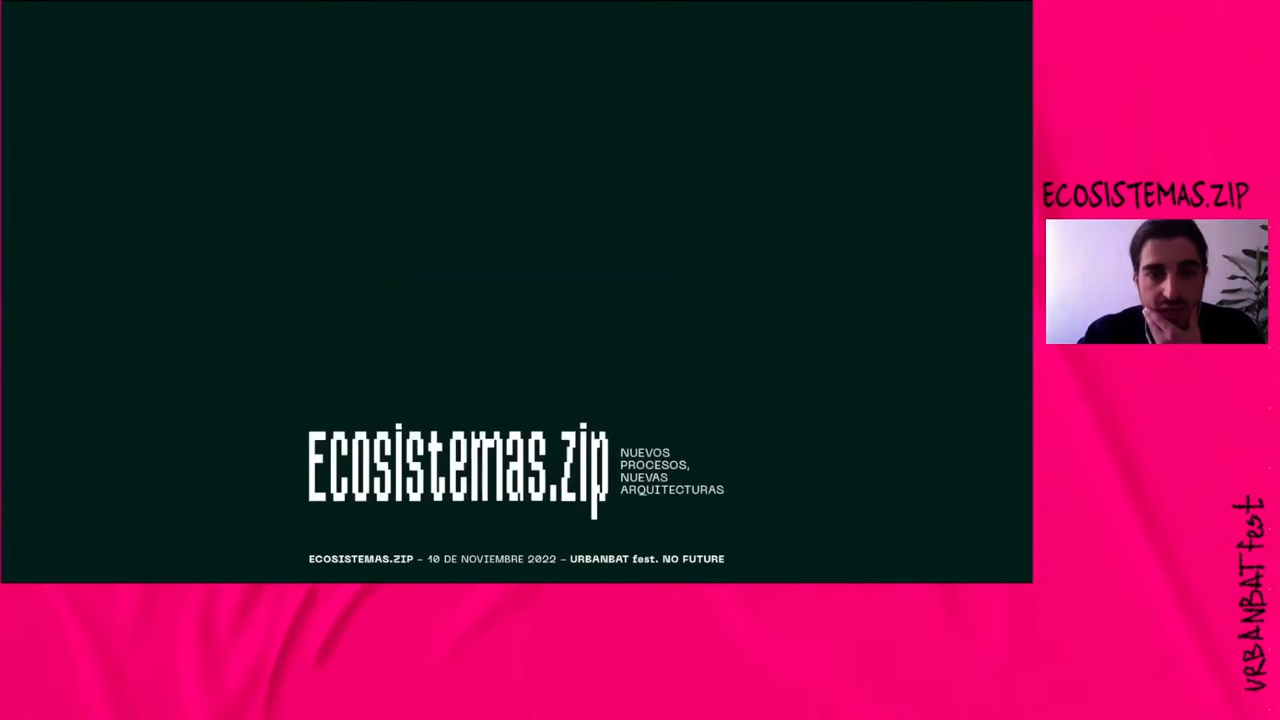 ECOSISTEMAS.ZIP
Ecosistemas.zip
NUEVOS
PROCESOS,
NUEVAS
ARQUITECTURAS
ECOSISTEMAS.ZIP – 10 DE NOVIEMBRE 2022 – URBANBAT fest. NO FUTURE
URBANBAT fest